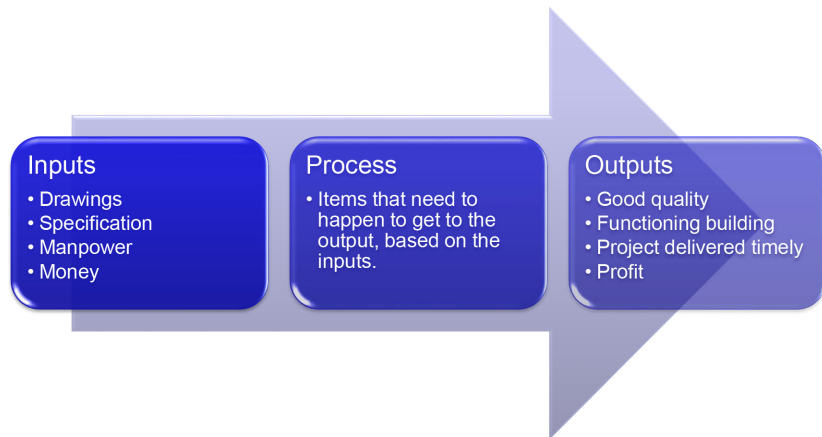 Inputs
• Drawings
• Specification
• Manpower
• Money
Process
• Items that need to
happen to get to the
output, based on the
inputs.
Outputs
• Good quality
• Functioning building
• Project delivered timely
• Profit